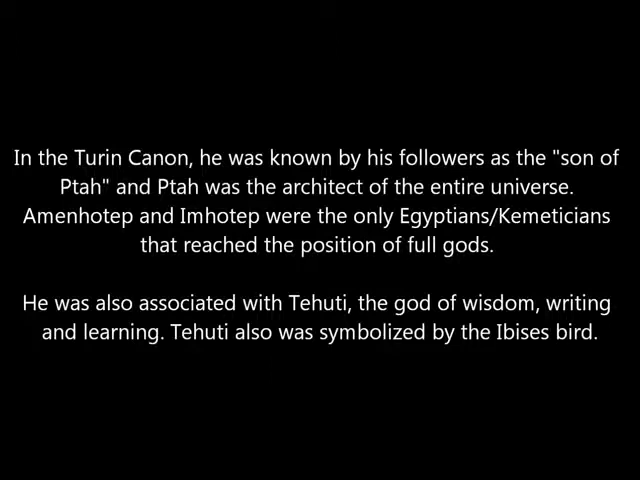 In the Turin Canon, he was known by his followers as the "son of
Ptah" and Ptah was the architect of the entire universe.
Amenhotep and Imhotep were the only Egyptians/Kemeticians
that reached the position of full gods.
He was also associated with Tehuti, the god of wisdom, writing
and learning. Tehuti also was symbolized by the Ibises bird.